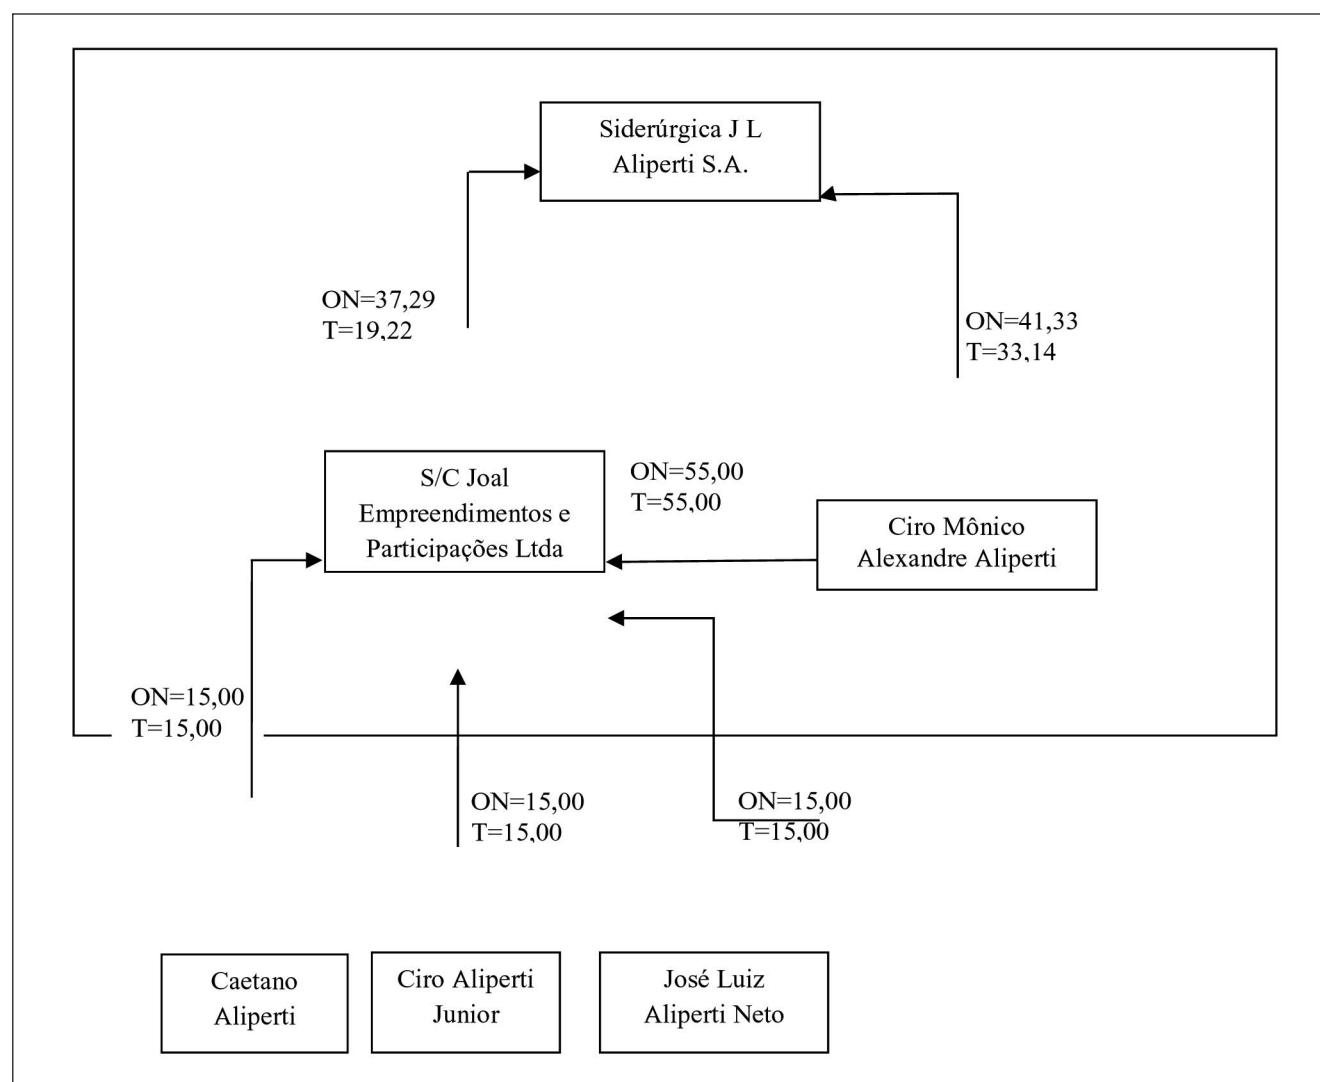 Siderúrgica J L
Aliperti S.A.
ON=37,29
T=19,22
ON=41,33
T=33,14
S/C Joal
Empreendimentos e
Participações Ltda
ON=55,00
T=55,00
Ciro Mônico
Alexandre Aliperti
ON=15,00
T=15,00
ON=15,00
T=15,00
ON=15,00
T=15,00
Caetano
Aliperti
Ciro Aliperti
Junior
José Luiz
Aliperti Neto